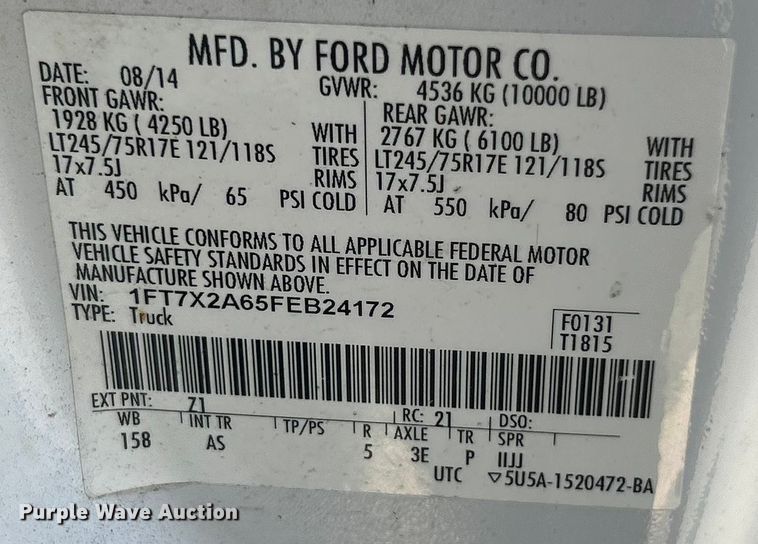 MFD. BY FORD MOTOR CO.
DATE: 08/14 GVWR: 4536 KG (10000 LB)
FRONT GAWR: REAR GAWR:
1928 KG ( 4250 LB) WITH 2767 KG ( 6100 LB) WITH
LT245/75R17E 121/118S TIRES LT245/75R17E 121/118S TIRES
17x7.5J RIMS 17x7.5J RIMS
AT 450 kPa/ 65 PSI COLD AT 550 kPa/ 80 PSI COLD
THIS VEHICLE CONFORMS TO ALL APPLICABLE FEDERAL MOTOR
VEHICLE SAFETY STANDARDS IN EFFECT ON THE DATE OF
MANUFACTURE SHOWN ABOVE.
VIN: 1FT7X2A65FEB24172
TYPE: Truck
F0131
T1815
EXT PNT: Z1 RC: 21 DSO:
WB INT TR TP/PS R AXLE TR SPR
158 AS 5 3E P IIJJ
UTC ▽5U5A-1520472-BA
Purple Wave Auction